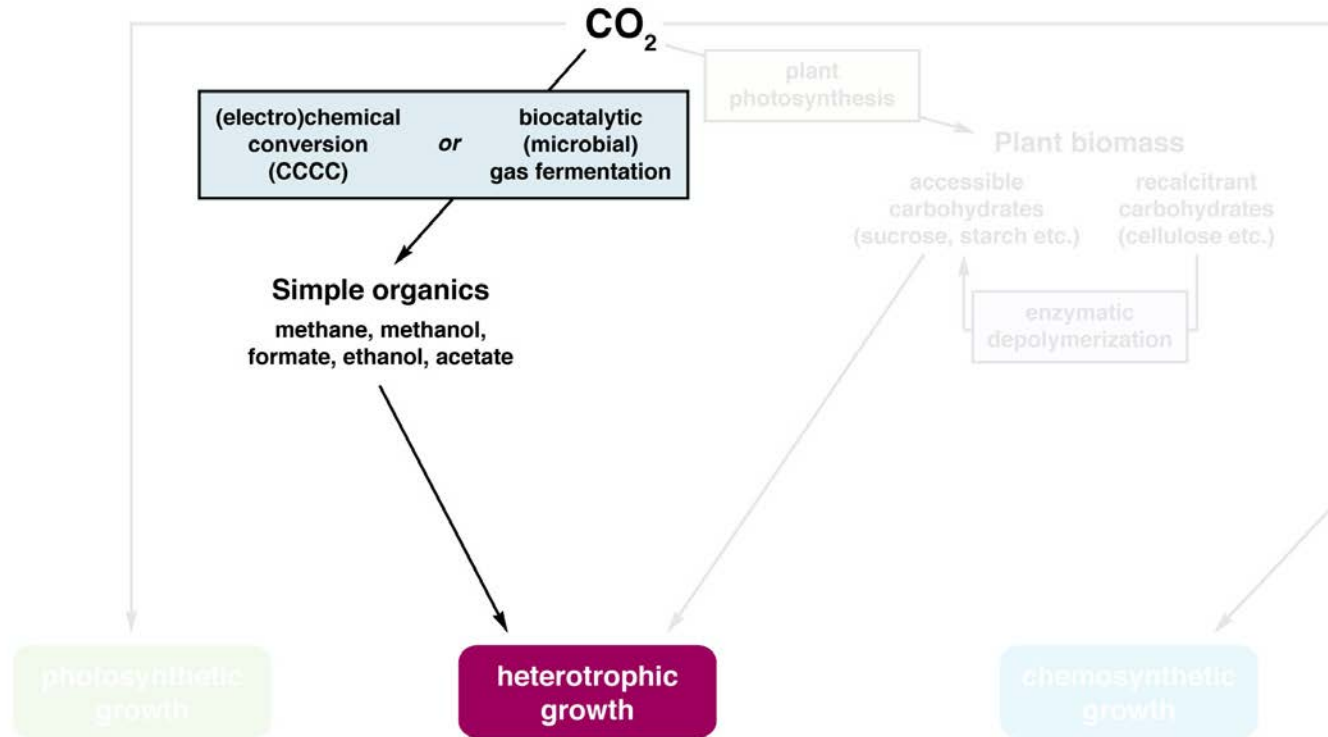 CO₂
(electro)chemical
conversion
(CCCC)
or
biocatalytic
(microbial)
gas fermentation
plant
photosynthesis
Plant biomass
accessible
carbohydrates
(sucrose, starch etc.)
recalcitrant
carbohydrates
(cellulose etc.)
enzymatic
depolymerization
Simple organics
methane, methanol,
formate, ethanol, acetate
photosynthetic
growth
heterotrophic
growth
chemosynthetic
growth